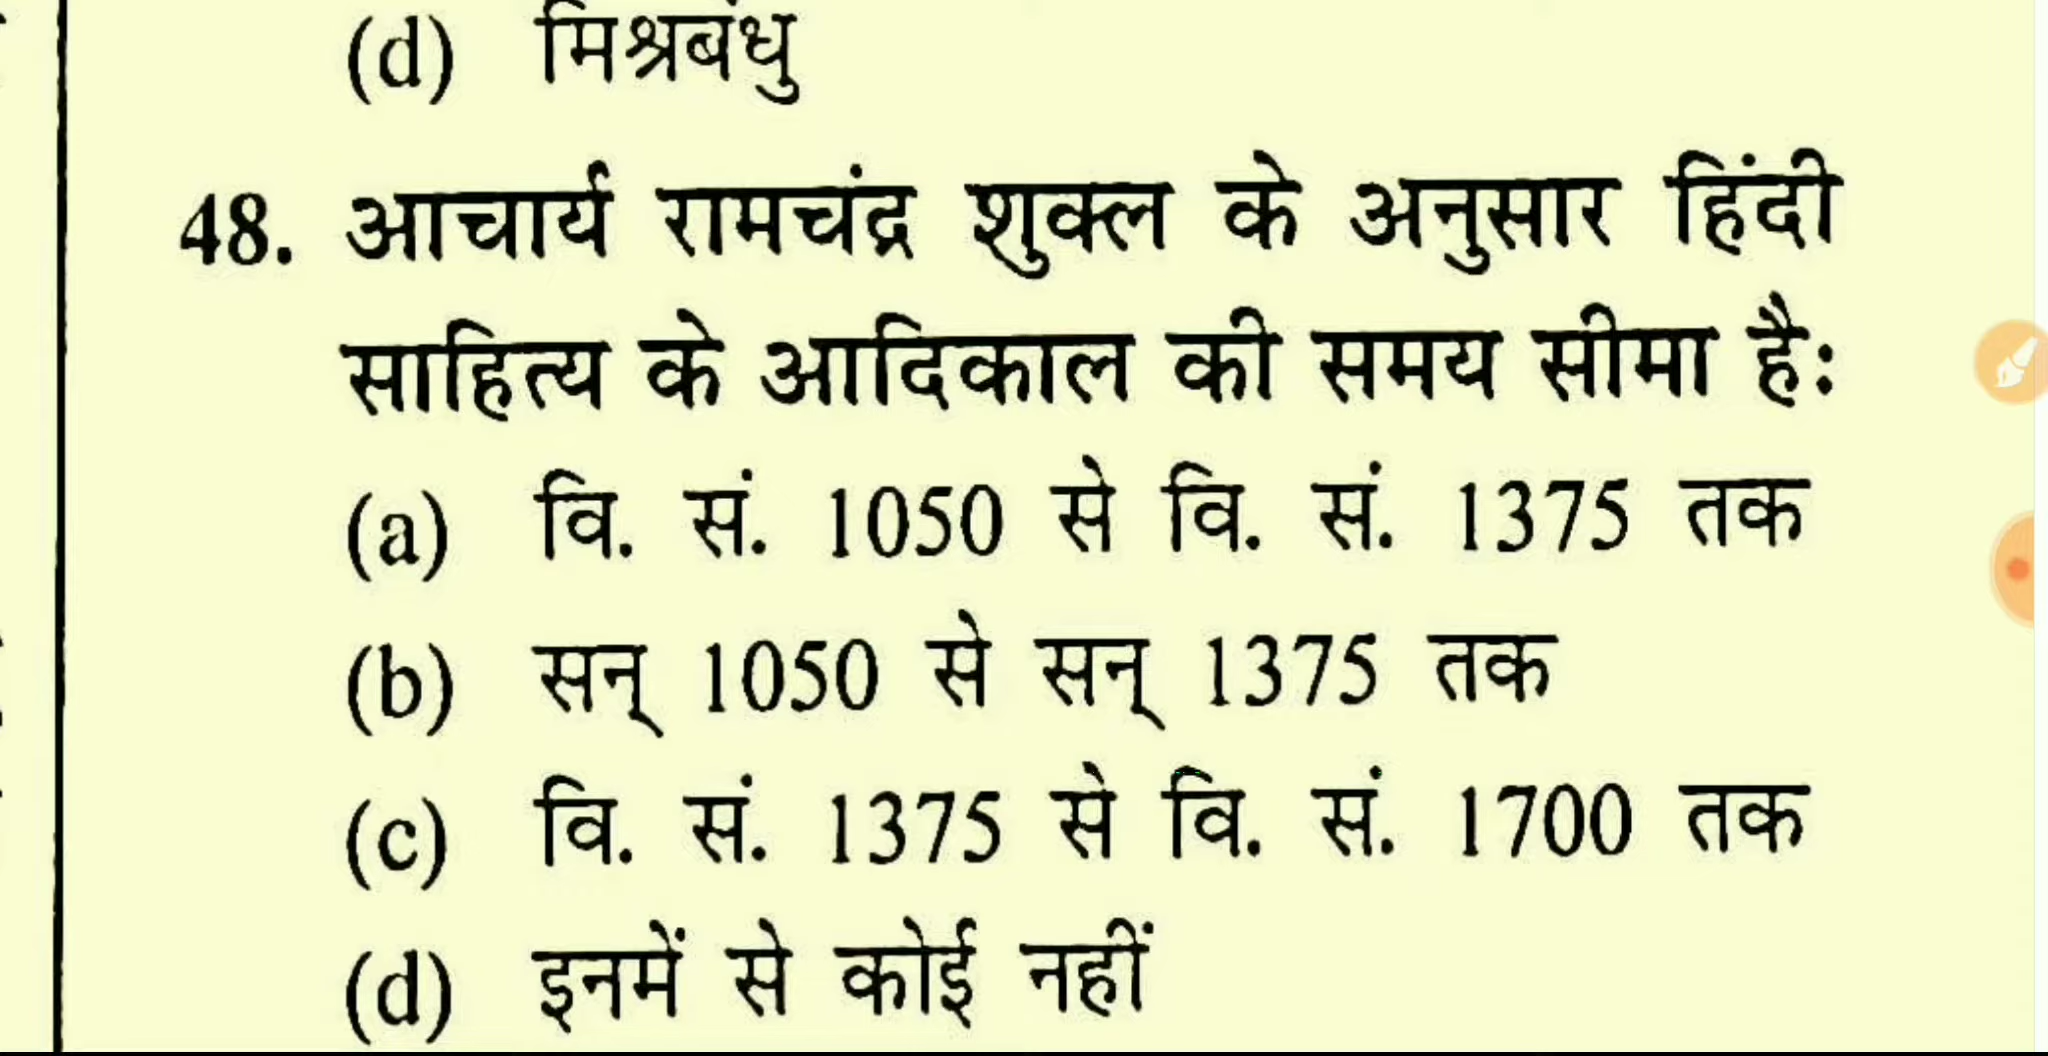 (d) मिश्रबंधु
48. आचार्य रामचंद्र शुक्ल के अनुसार हिंदी
साहित्य के आदिकाल की समय सीमा है:
(a) वि. सं. 1050 से वि. सं. 1375 तक
(b) सन् 1050 से सन् 1375 तक
(c) वि. सं. 1375 से वि. सं. 1700 तक
(d) इनमें से कोई नहीं